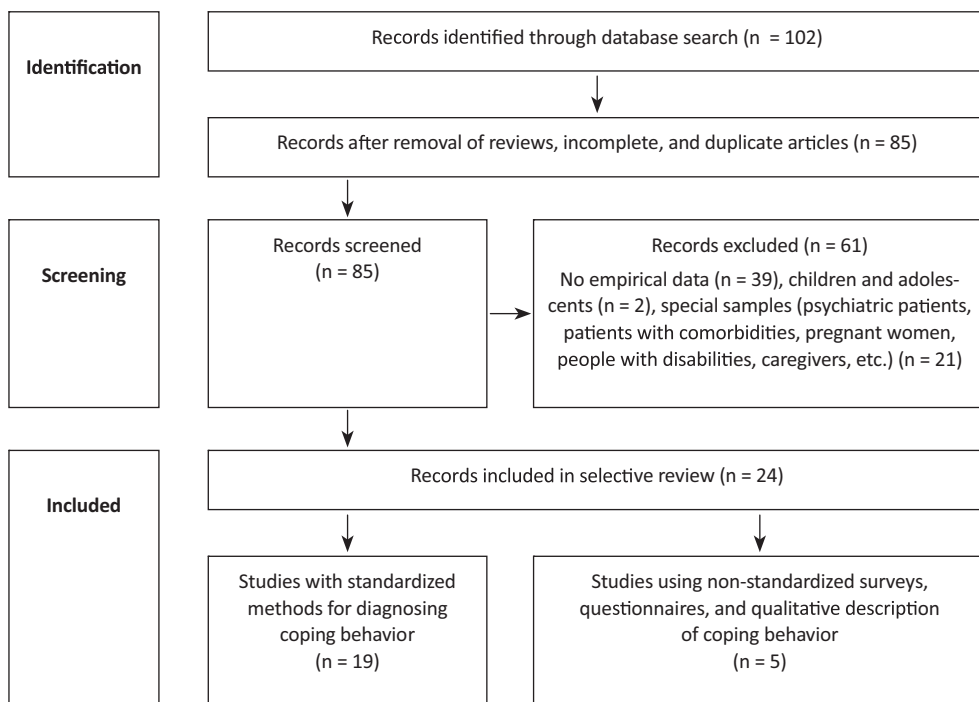 Identification
Records identified through database search (n = 102)
Records after removal of reviews, incomplete, and duplicate articles (n = 85)
Screening
Records screened
(n = 85)
Records excluded (n = 61)
No empirical data (n = 39), children and adoles-
cents (n = 2), special samples (psychiatric patients,
patients with comorbidities, pregnant women,
people with disabilities, caregivers, etc.) (n = 21)
Included
Records included in selective review (n = 24)
Studies with standardized
methods for diagnosing
coping behavior
(n = 19)
Studies using non-standardized surveys,
questionnaires, and qualitative description
of coping behavior
(n = 5)